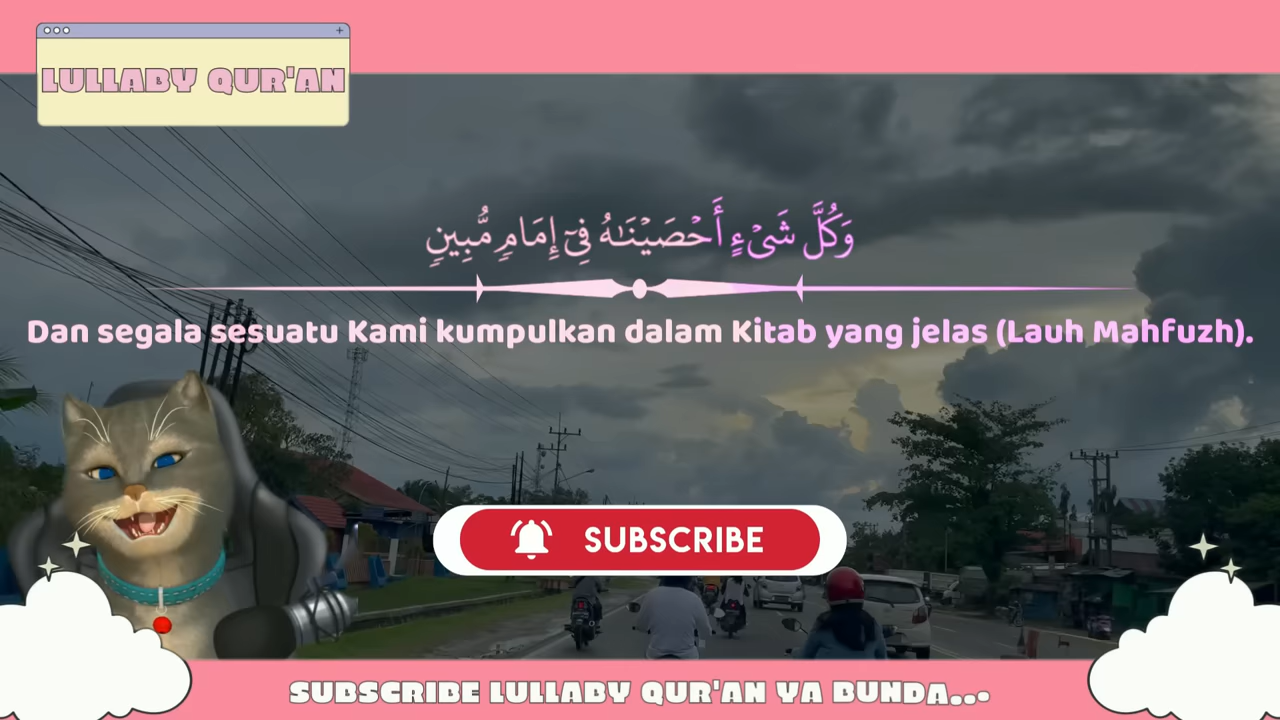 LULLABY QUR'AN
وَكُلَّ شَىْءٍ أَحْصَيْنَـٰهُ فِىٓ إِمَامٍ مُّبِينٍ
Dan segala sesuatu Kami kumpulkan dalam Kitab yang jelas (Lauh Mahfuzh).
SUBSCRIBE
SUBSCRIBE LULLABY QUR'AN YA BUNDA...